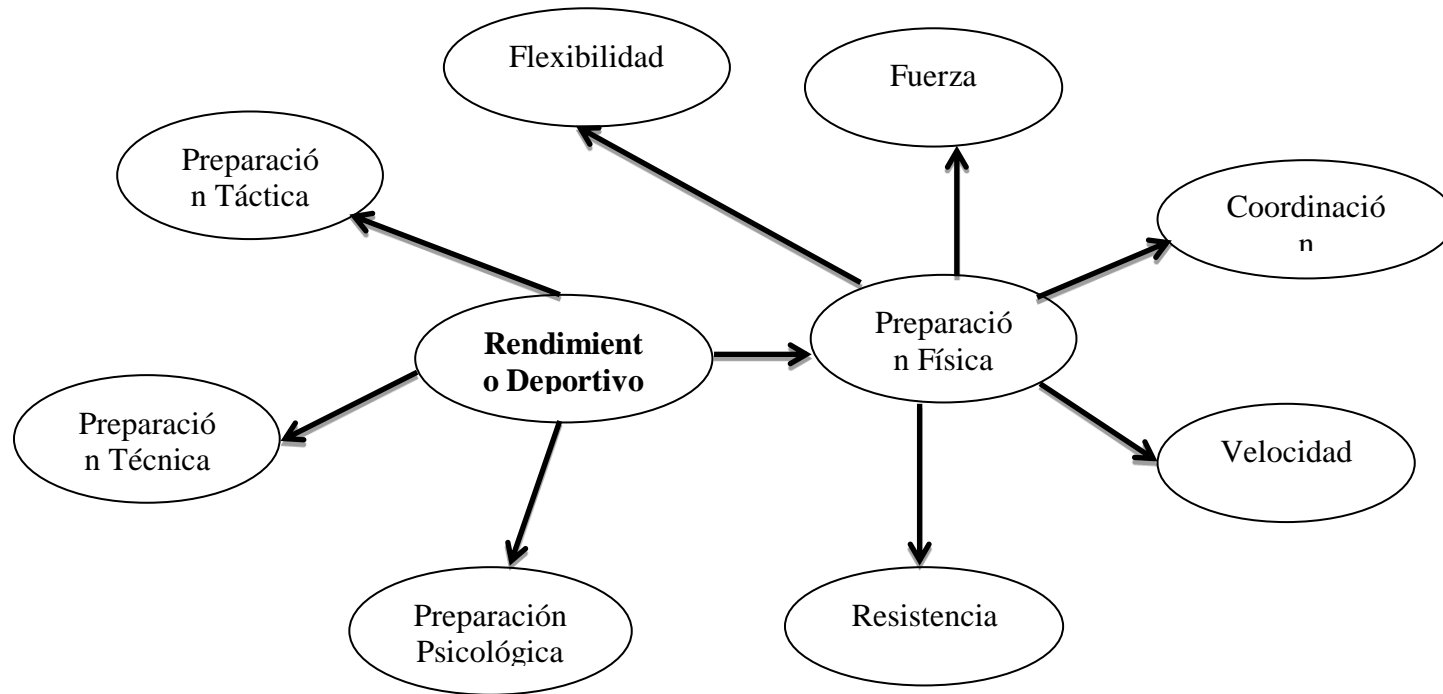 Flexibilidad
Fuerza
Preparació
n Táctica
Coordinació
n
Rendimient
o Deportivo
Preparació
n Física
Preparació
n Técnica
Velocidad
Preparación
Psicológica
Resistencia